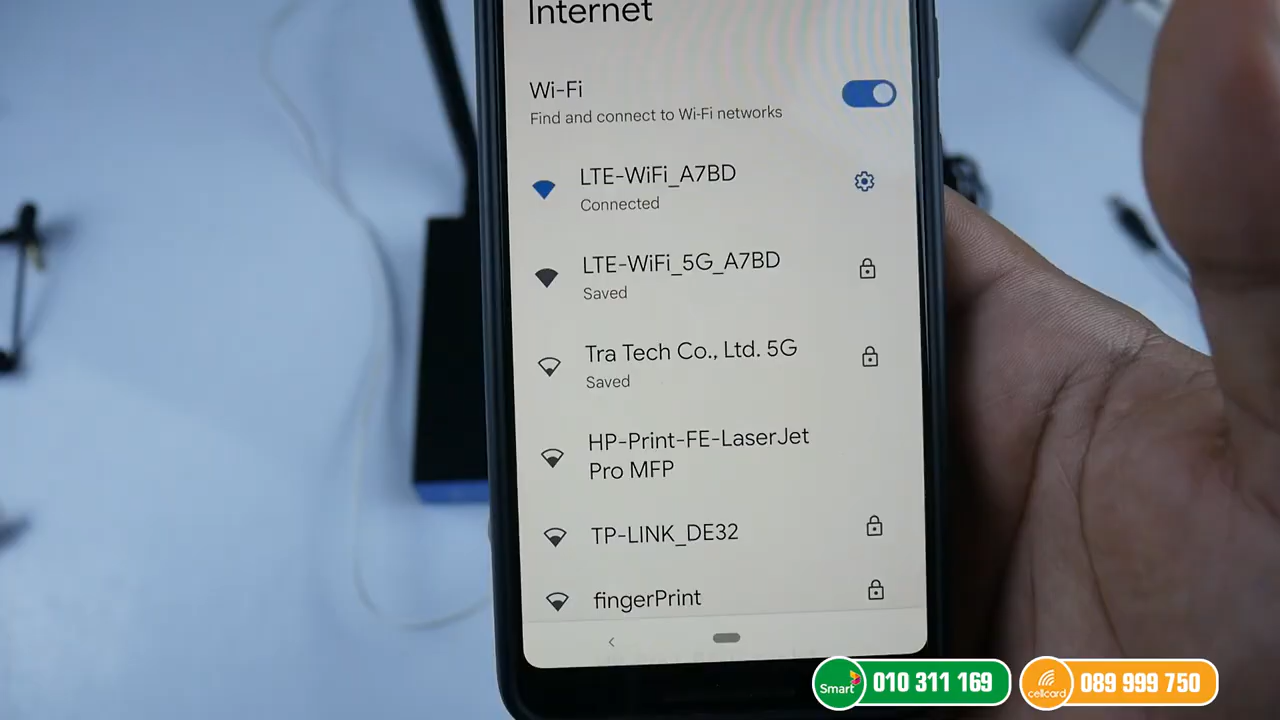 Internet
Wi-Fi
Find and connect to Wi-Fi networks
LTE-WiFi_A7BD
Connected
LTE-WiFi_5G_A7BD
Saved
Tra Tech Co., Ltd. 5G
Saved
HP-Print-FE-LaserJet
Pro MFP
TP-LINK_DE32
fingerPrint
Smart 010 311 169
cellcard 089 999 750